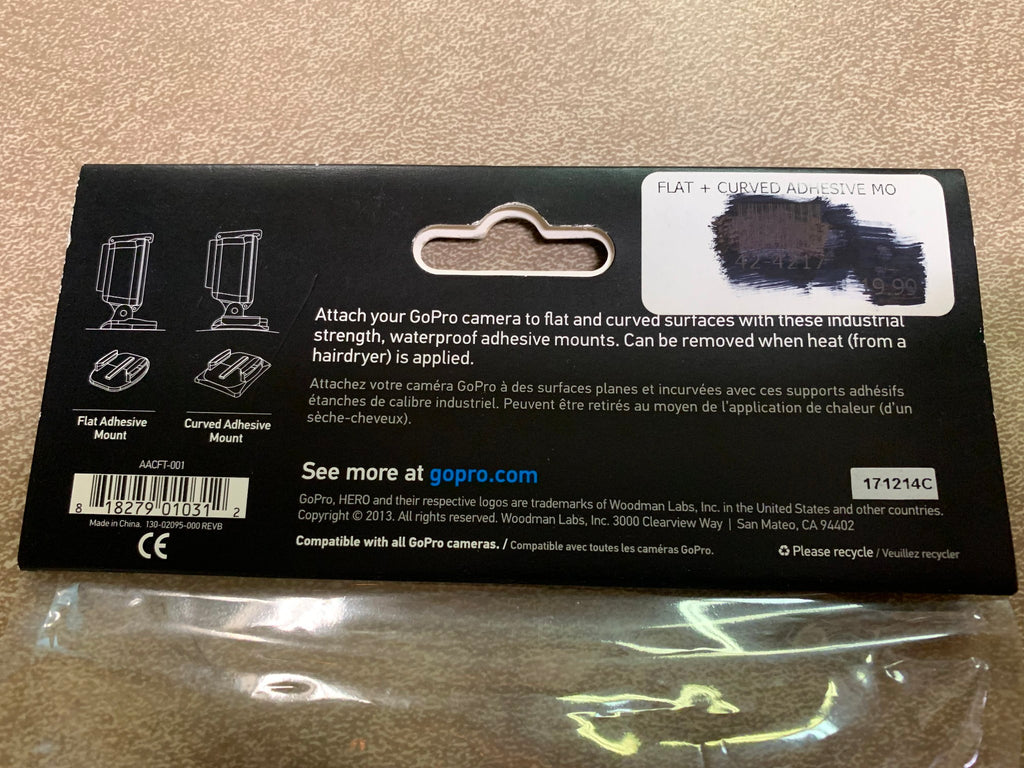 FLAT + CURVED ADHESIVE MO
42-4217
9.99
Attach your GoPro camera to flat and curved surfaces with these industrial
strength, waterproof adhesive mounts. Can be removed when heat (from a
hairdryer) is applied.
Attachez votre caméra GoPro à des surfaces planes et incurvées avec ces supports adhésifs
étanches de calibre industriel. Peuvent être retirés au moyen de l'application de chaleur (d'un
sèche-cheveux).
Flat Adhesive
Mount
Curved Adhesive
Mount
AACFT-001
8 18279 01031 2
Made in China. 130-02095-000 REVB
CE
See more at gopro.com
171214C
GoPro, HERO and their respective logos are trademarks of Woodman Labs, Inc. in the United States and other countries.
Copyright © 2013. All rights reserved. Woodman Labs, Inc. 3000 Clearview Way | San Mateo, CA 94402
Compatible with all GoPro cameras. / Compatible avec toutes les caméras GoPro.
Please recycle / Veuillez recycler